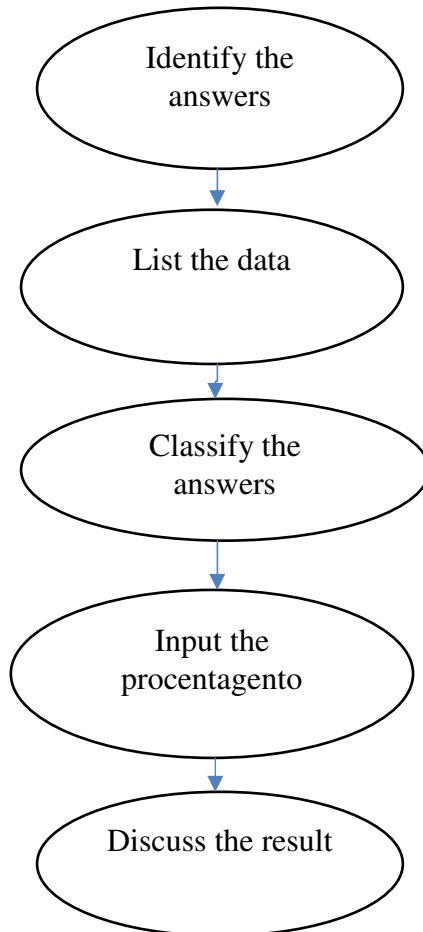 Identify the
answers
List the data
Classify the
answers
Input the
procentagento
Discuss the result